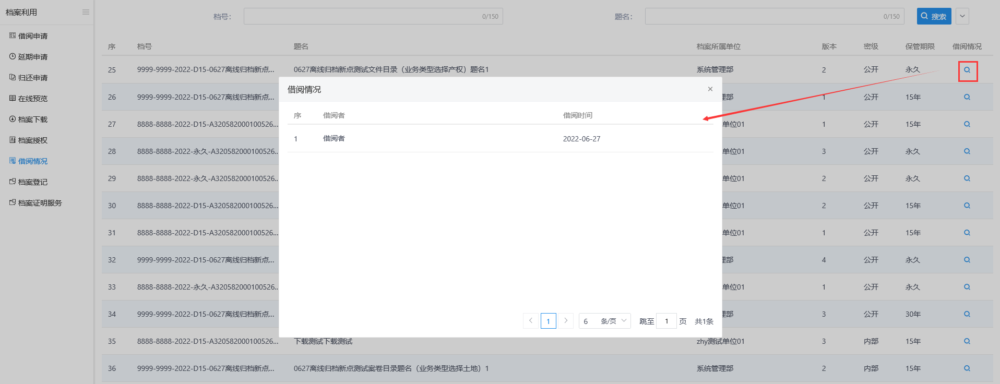 档案利用
借阅申请
延期申请
归还申请
在线预览
档案下载
档案授权
借阅情况
档案登记
档案证明服务
档号： 0/150 题名： 0/150 搜索
序 档号 题名 档案所属单位 版本 密级 保管期限 借阅情况
25 9999-9999-2022-D15-0627离线归档新点... 0627离线归档新点测试文件目录（业务类型选择产权）题名1 系统管理部 2 公开 永久
26 9999-9999-2022-D15-0627离线归档新点... 理部 1 公开 15年
27 8888-8888-2022-D15-A320582000100526... 单位01 1 公开 15年
28 8888-8888-2022-永久-A320582000100526.. 单位01 3 公开 永久
29 8888-8888-2022-永久-A320582000100526.. 单位01 2 公开 永久
30 8888-8888-2022-D15-A320582000100526... 单位01 2 公开 15年
31 8888-8888-2022-D15-A320582000100526... 单位01 1 公开 15年
32 9999-9999-2022-D15-0627离线归档新点... 理部 4 公开 永久
33 8888-8888-2022-永久-A320582000100526.. 单位01 1 公开 永久
34 9999-9999-2022-D15-0627离线归档新点... 理部 3 公开 30年
35 8888-8888-2022-D15-A320582000100526... 下载测试下载测试 zhy测试单位01 3 内部 15年
36 9999-9999-2022-D15-0627离线归档新点... 0627离线归档新点测试案卷目录题名（业务类型选择土地）1 系统管理部 2 内部 15年
借阅情况 ×
序 借阅者 借阅时间
1 借阅者 2022-06-27
1 6 条/页 跳至 1 页 共1条